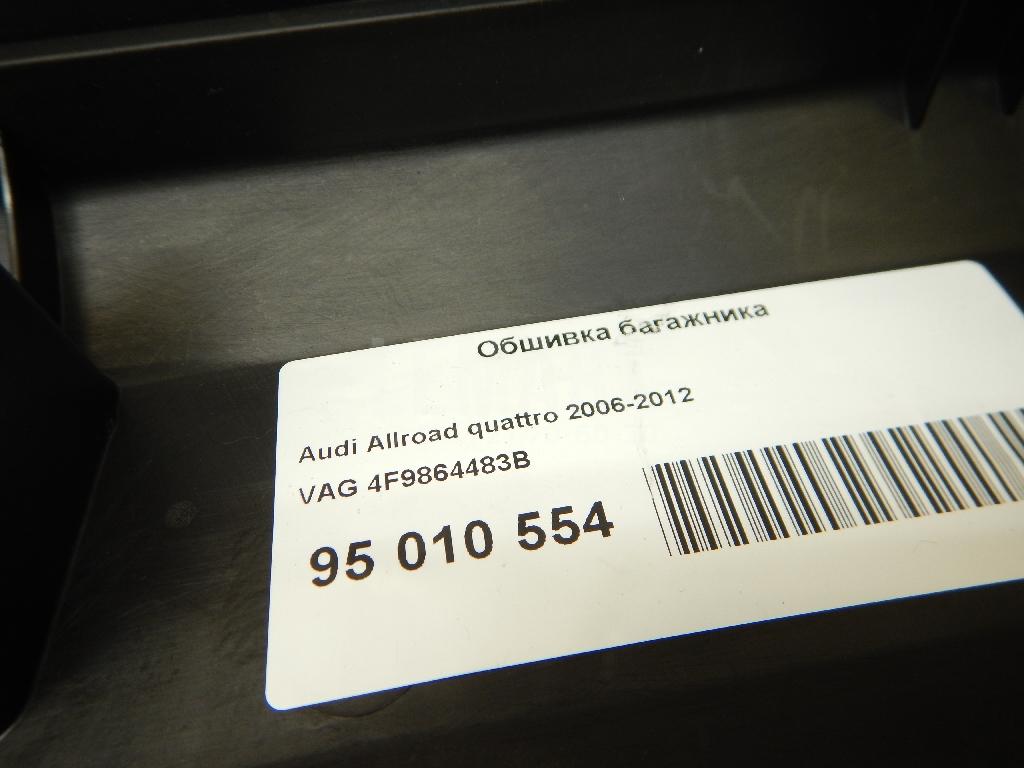 Обшивка багажника
Audi Allroad quattro 2006-2012
VAG 4F9864483B
95 010 554